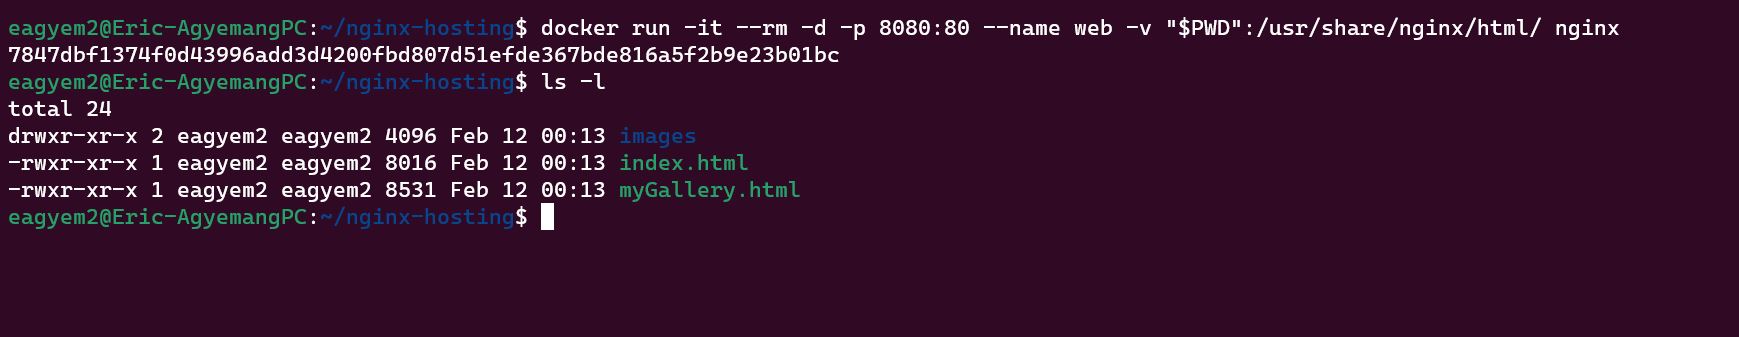 eagyem2@Eric-AgyemangPC:~/nginx-hosting$ docker run -it --rm -d -p 8080:80 --name web -v "$PWD":/usr/share/nginx/html/ nginx
7847dbf1374f0d43996add3d4200fbd807d51efde367bde816a5f2b9e23b01bc
eagyem2@Eric-AgyemangPC:~/nginx-hosting$ ls -l
total 24
drwxr-xr-x 2 eagyem2 eagyem2 4096 Feb 12 00:13 images
-rwxr-xr-x 1 eagyem2 eagyem2 8016 Feb 12 00:13 index.html
-rwxr-xr-x 1 eagyem2 eagyem2 8531 Feb 12 00:13 myGallery.html
eagyem2@Eric-AgyemangPC:~/nginx-hosting$